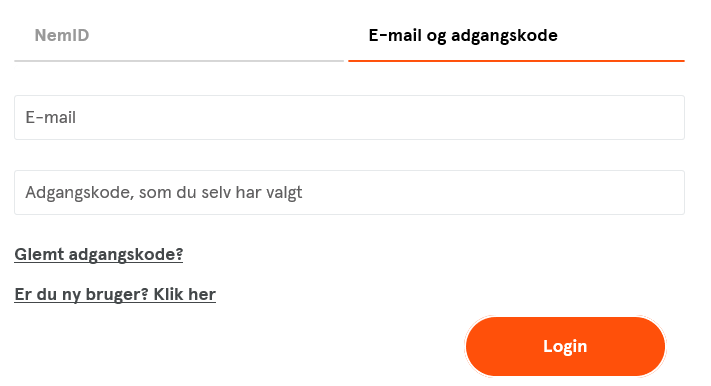 NemID
E-mail og adgangskode
E-mail
Adgangskode, som du selv har valgt
Glemt adgangskode?
Er du ny bruger? Klik her
Login